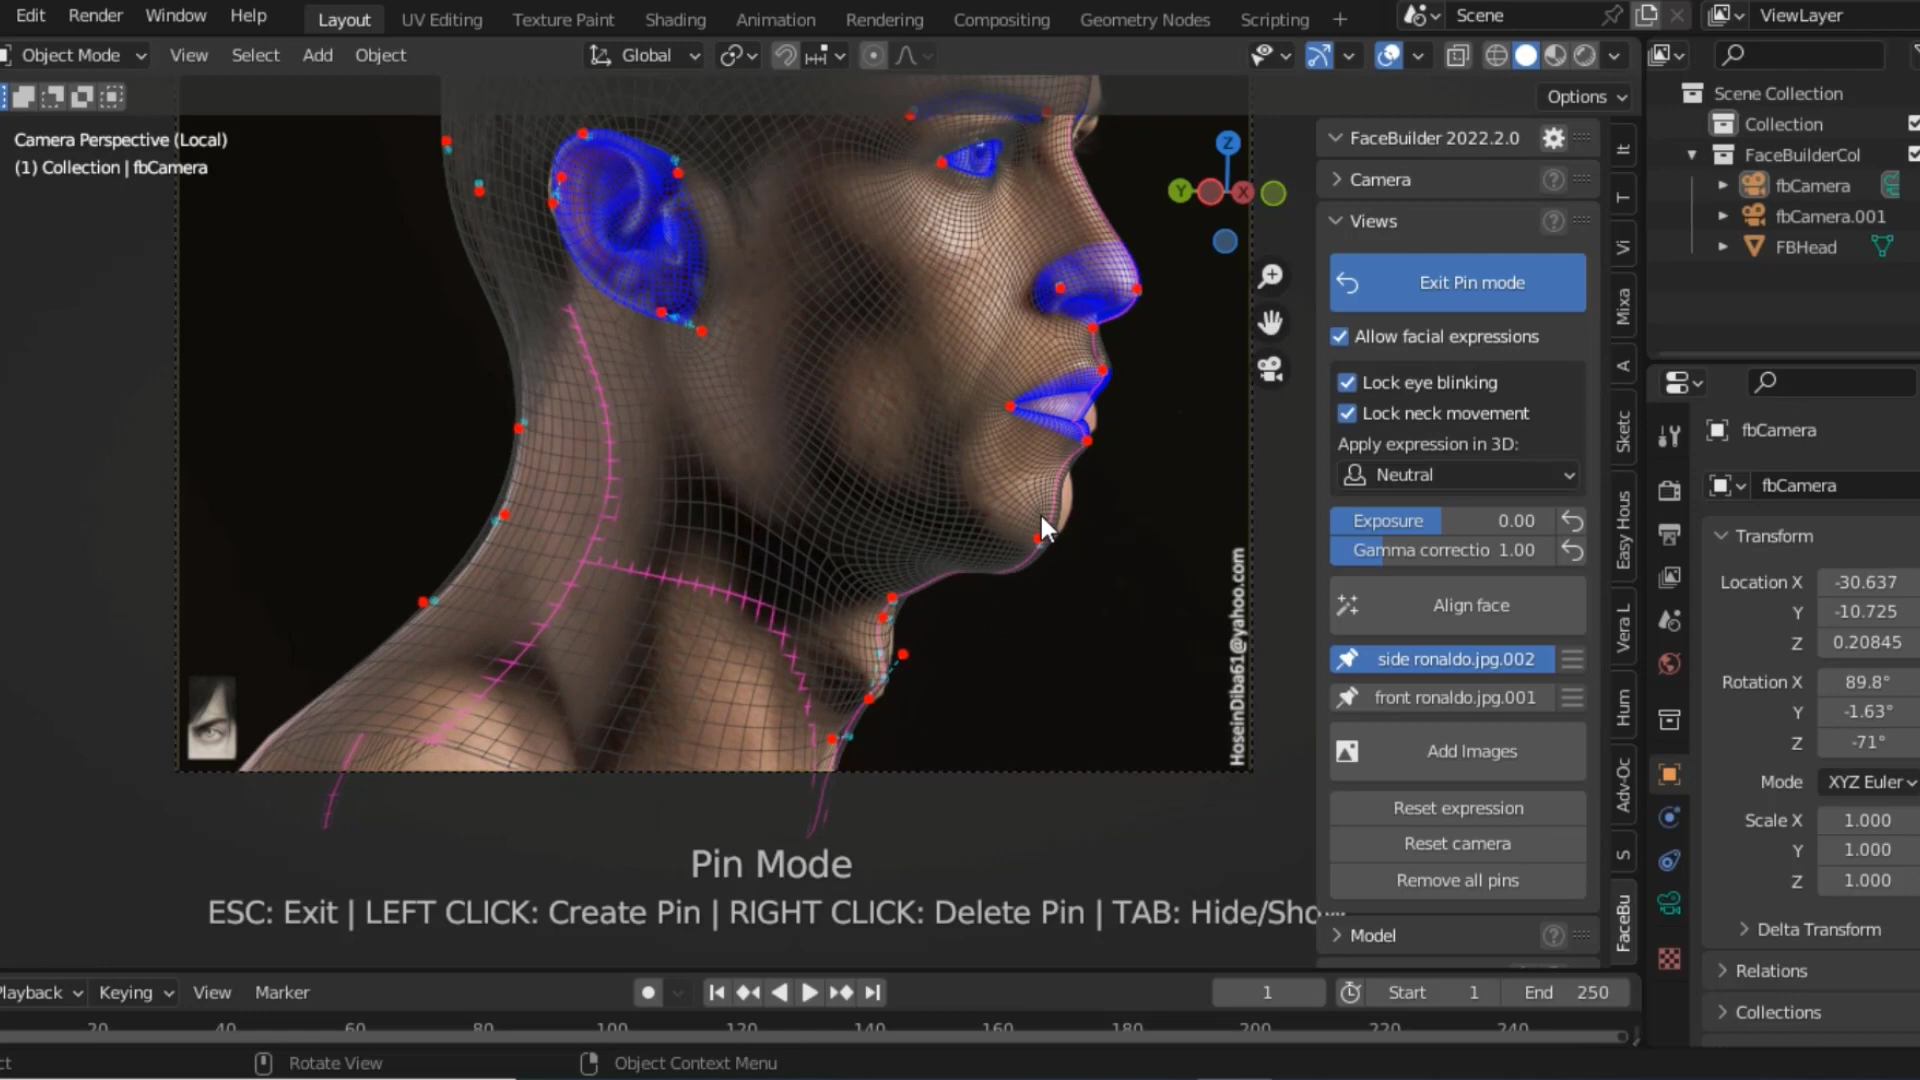 Edit Render Window Help Layout UV Editing Texture Paint Shading Animation Rendering Compositing Geometry Nodes Scripting + Scene ViewLayer
Object Mode View Select Add Object Global
Options
Camera Perspective (Local)
(1) Collection | fbCamera
Z
Y
X
HoseinDiba61@yahoo.com
Pin Mode
ESC: Exit | LEFT CLICK: Create Pin | RIGHT CLICK: Delete Pin | TAB: Hide/Show
FaceBuilder 2022.2.0
Camera ?
Views ?
Exit Pin mode
Allow facial expressions
Lock eye blinking
Lock neck movement
Apply expression in 3D:
Neutral
Exposure 0.00
Gamma correctio 1.00
Align face
side ronaldo.jpg.002
front ronaldo.jpg.001
Add Images
Reset expression
Reset camera
Remove all pins
Model ?
It
T
Vi
Mixa
A
Sketc
Easy Hous
Vera L
Hum
Adv-Oc
S
FaceBu
Scene Collection
Collection
FaceBuilderCol
fbCamera
fbCamera.001
FBHead
fbCamera
fbCamera
Transform
Location X -30.637
Y -10.725
Z 0.20845
Rotation X 89.8°
Y -1.63°
Z -71°
Mode XYZ Euler
Scale X 1.000
Y 1.000
Z 1.000
Delta Transform
Relations
Collections
Playback Keying View Marker 1 Start 1 End 250
20 40 60 80 100 120 140 160 180 200 220 240
ct Rotate View Object Context Menu